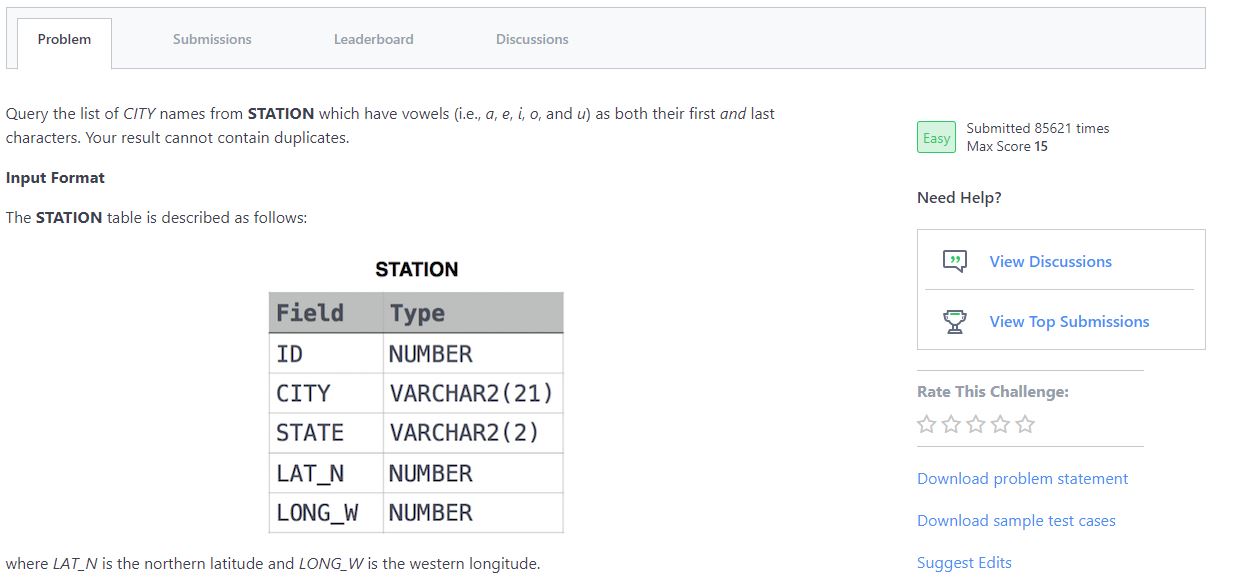 Problem
Submissions
Leaderboard
Discussions
Query the list of CITY names from STATION which have vowels (i.e., a, e, i, o, and u) as both their first and last
characters. Your result cannot contain duplicates.
Input Format
The STATION table is described as follows:
STATION
Field Type
ID NUMBER
CITY VARCHAR2(21)
STATE VARCHAR2(2)
LAT_N NUMBER
LONG_W NUMBER
where LAT_N is the northern latitude and LONG_W is the western longitude.
Easy
Submitted 85621 times
Max Score 15
Need Help?
View Discussions
View Top Submissions
Rate This Challenge:
Download problem statement
Download sample test cases
Suggest Edits